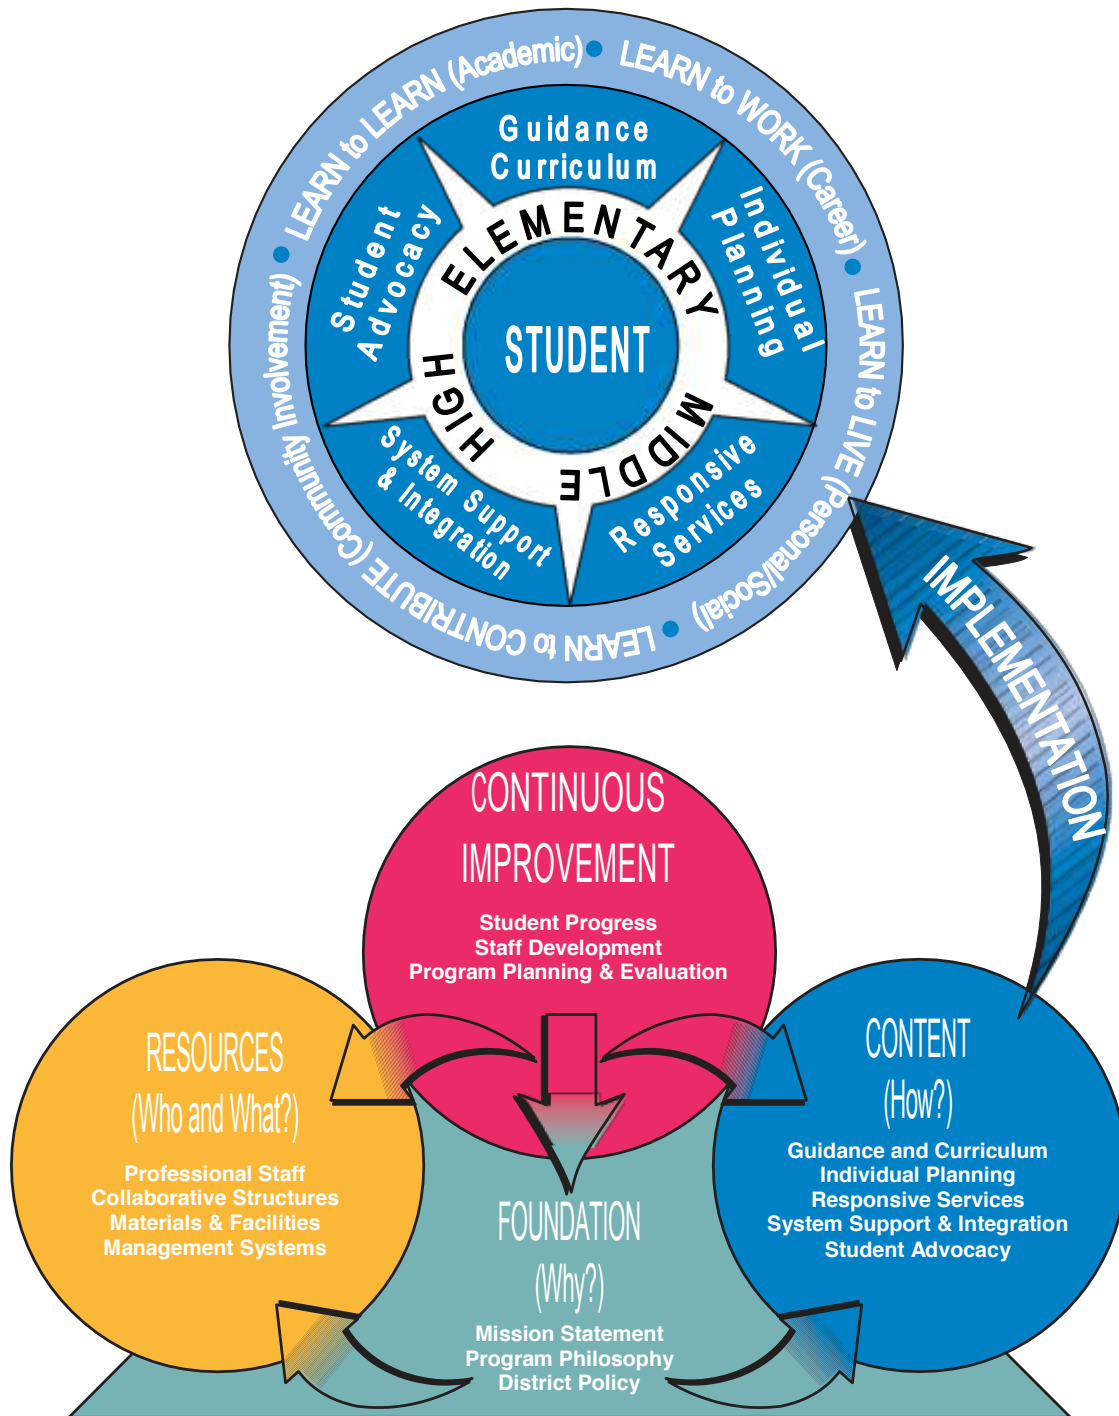 LEARN to LEARN (Academic)
LEARN to WORK (Career)
LEARN to LIVE (Personal/Social)
LEARN to CONTRIBUTE (Community Involvement)
Guidance
Curriculum
Individual
Planning
Responsive
Services
System Support
& Integration
Student
Advocacy
ELEMENTARY
MIDDLE
HIGH
STUDENT
IMPLEMENTATION
CONTINUOUS
IMPROVEMENT
Student Progress
Staff Development
Program Planning & Evaluation
RESOURCES
(Who and What?)
Professional Staff
Collaborative Structures
Materials & Facilities
Management Systems
CONTENT
(How?)
Guidance and Curriculum
Individual Planning
Responsive Services
System Support & Integration
Student Advocacy
FOUNDATION
(Why?)
Mission Statement
Program Philosophy
District Policy